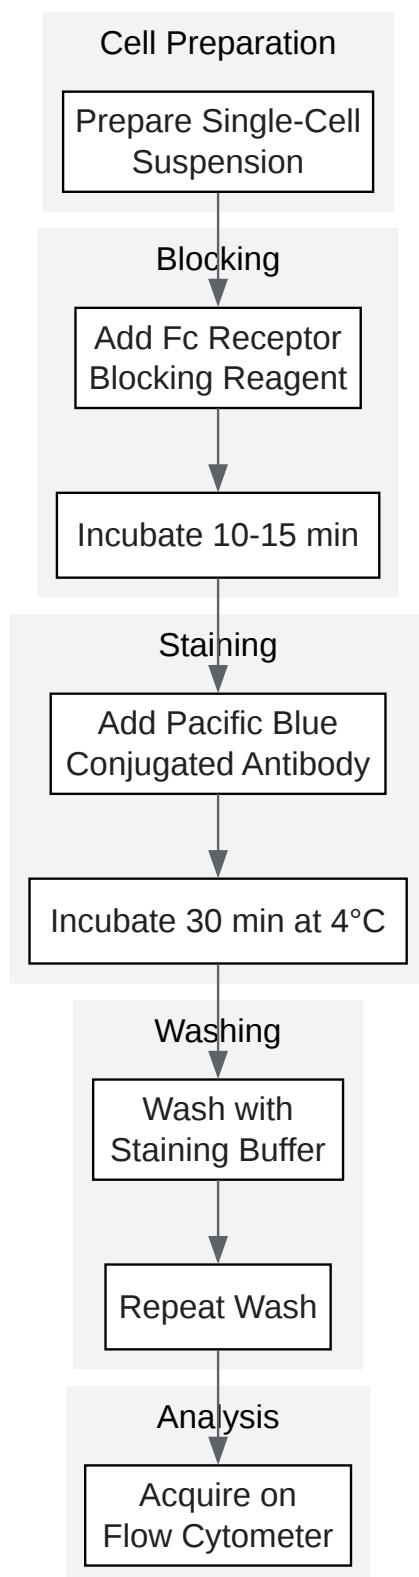 Cell Preparation
Prepare Single-Cell
Suspension
Blocking
Add Fc Receptor
Blocking Reagent
Incubate 10-15 min
Staining
Add Pacific Blue
Conjugated Antibody
Incubate 30 min at 4°C
Washing
Wash with
Staining Buffer
Repeat Wash
Analysis
Acquire on
Flow Cytometer